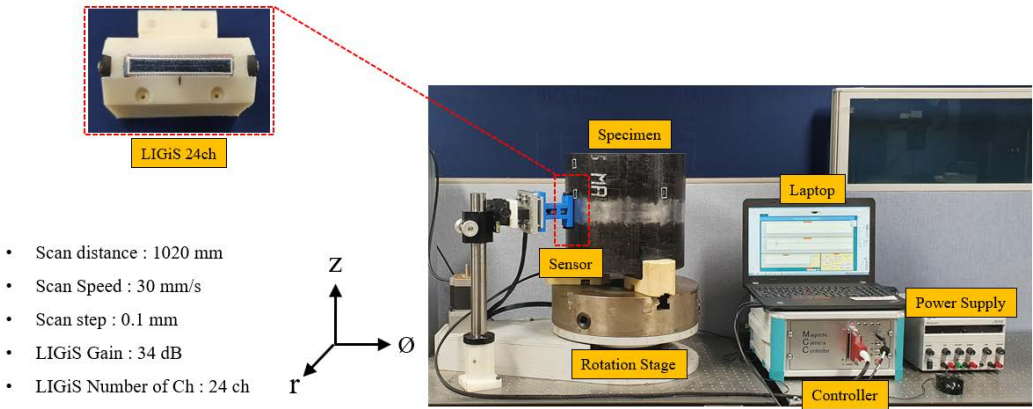 LIGiS 24ch
• Scan distance : 1020 mm
• Scan Speed : 30 mm/s
• Scan step : 0.1 mm
• LIGiS Gain : 34 dB
• LIGiS Number of Ch : 24 ch
z
Ø
r
Specimen
MA
Laptop
Sensor
Power Supply
Rotation Stage
Magnetic
Camera
Controller
Controller